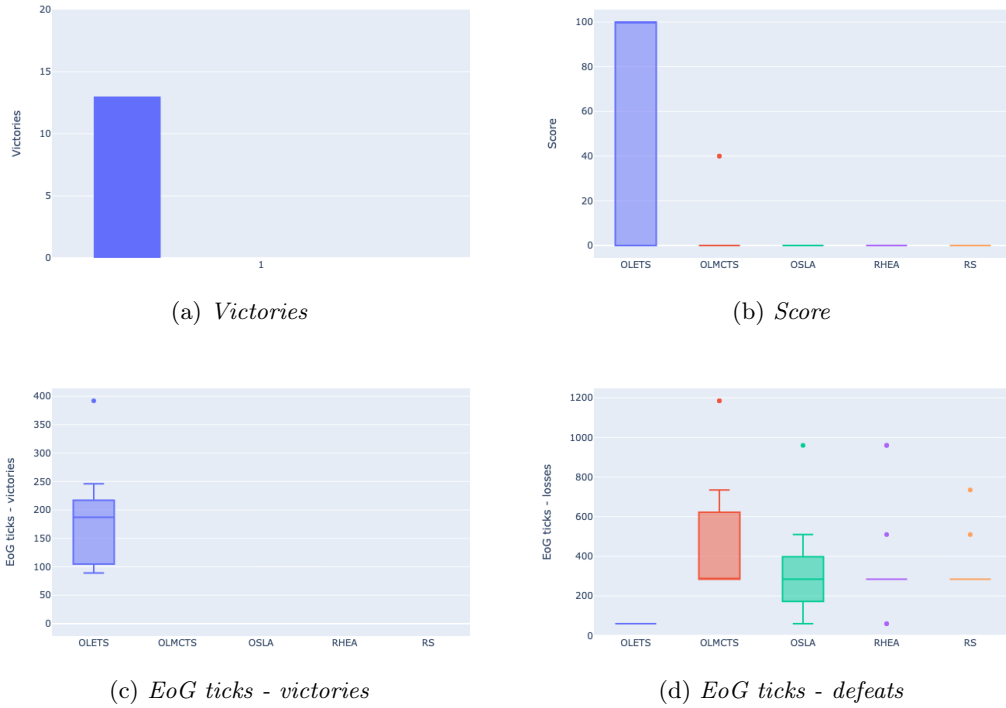 20
15
10
5
0
Victories
1
(a) Victories
100
80
60
40
20
0
Score
OLETS OLMCTS OSLA RHEA RS
(b) Score
400
350
300
250
200
150
100
50
0
EoG ticks - victories
OLETS OLMCTS OSLA RHEA RS
(c) EoG ticks - victories
1200
1000
800
600
400
200
0
EoG ticks - losses
OLETS OLMCTS OSLA RHEA RS
(d) EoG ticks - defeats